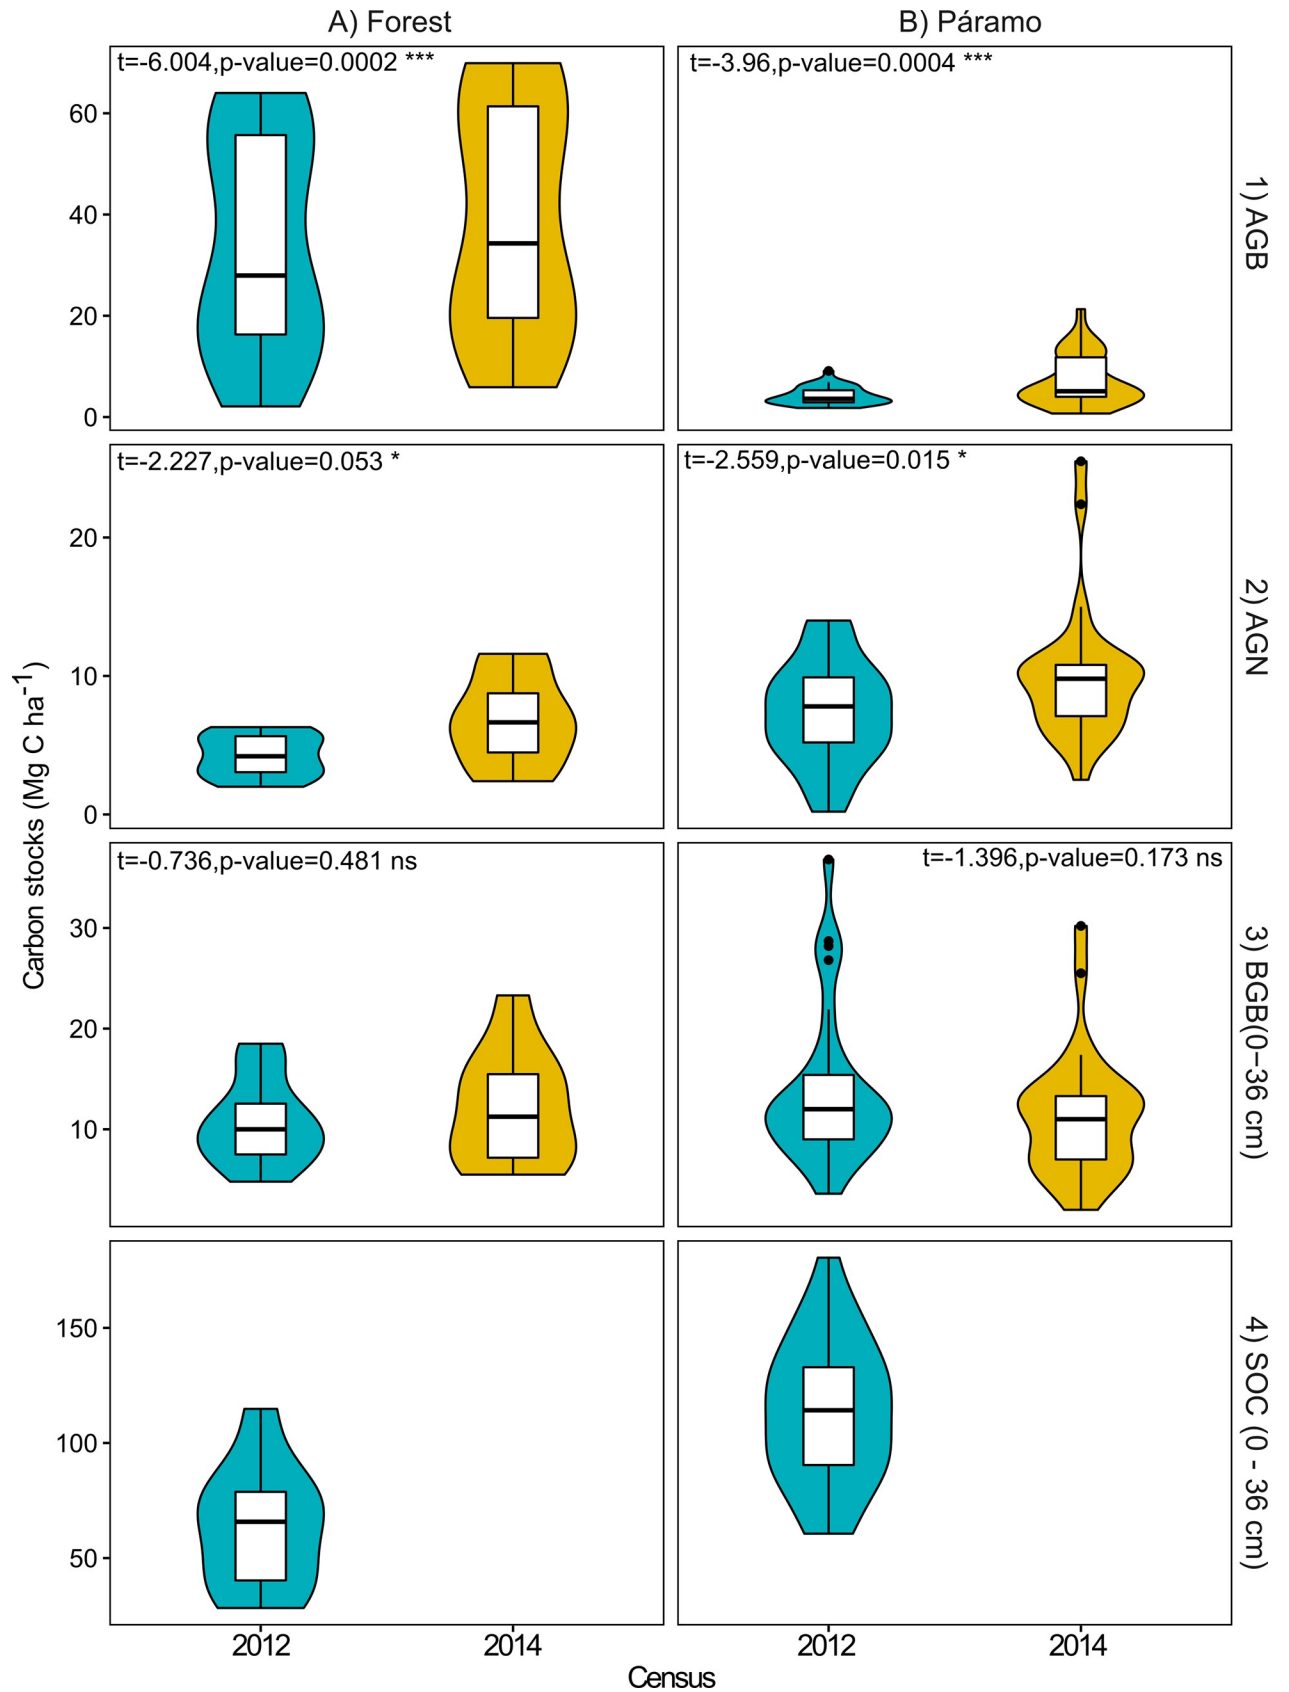 A) Forest
B) Páramo
t=-6.004,p-value=0.0002 ***
t=-3.96,p-value=0.0004 ***
60
40
20
0
1) AGB
t=-2.227,p-value=0.053 *
t=-2.559,p-value=0.015 *
20
10
0
2) AGN
Carbon stocks (Mg C ha⁻¹)
t=-0.736,p-value=0.481 ns
t=-1.396,p-value=0.173 ns
30
20
10
3) BGB(0−36 cm)
150
100
50
4) SOC (0 - 36 cm)
2012
2014
2012
2014
Census